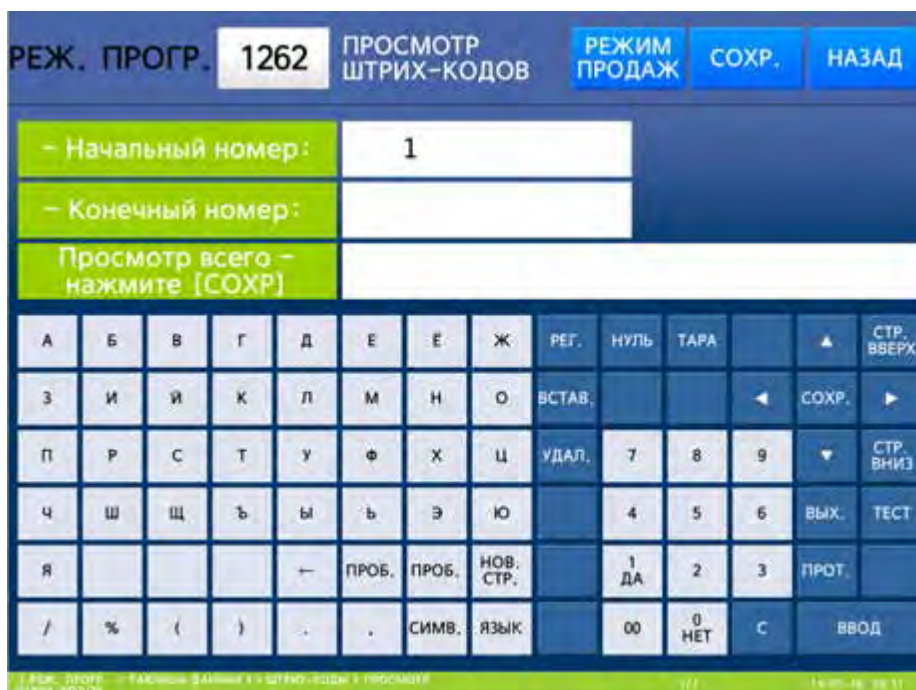 РЕЖ. ПРОГР. 1262 ПРОСМОТР ШТРИХ-КОДОВ РЕЖИМ ПРОДАЖ СОХР. НАЗАД
- Начальный номер: 1
- Конечный номер:
Просмотр всего -
нажмите [СОХР]
А Б В Г Д Е Ё Ж РЕГ. НУЛЬ ТАРА ▲ СТР. ВВЕРХ
З И Й К Л М Н О ВСТАВ. ◀ СОХР. ▶
П Р С Т У Ф Х Ц УДАЛ. 7 8 9 ▼ СТР. ВНИЗ
Ч Ш Щ Ъ Ы Ь Э Ю 4 5 6 ВЫХ. ТЕСТ
Я ← ПРОБ. ПРОБ. НОВ. СТР. 1 ДА 2 3 ПРОТ.
/ % ( ) . , СИМВ. ЯЗЫК 00 0 НЕТ С ВВОД